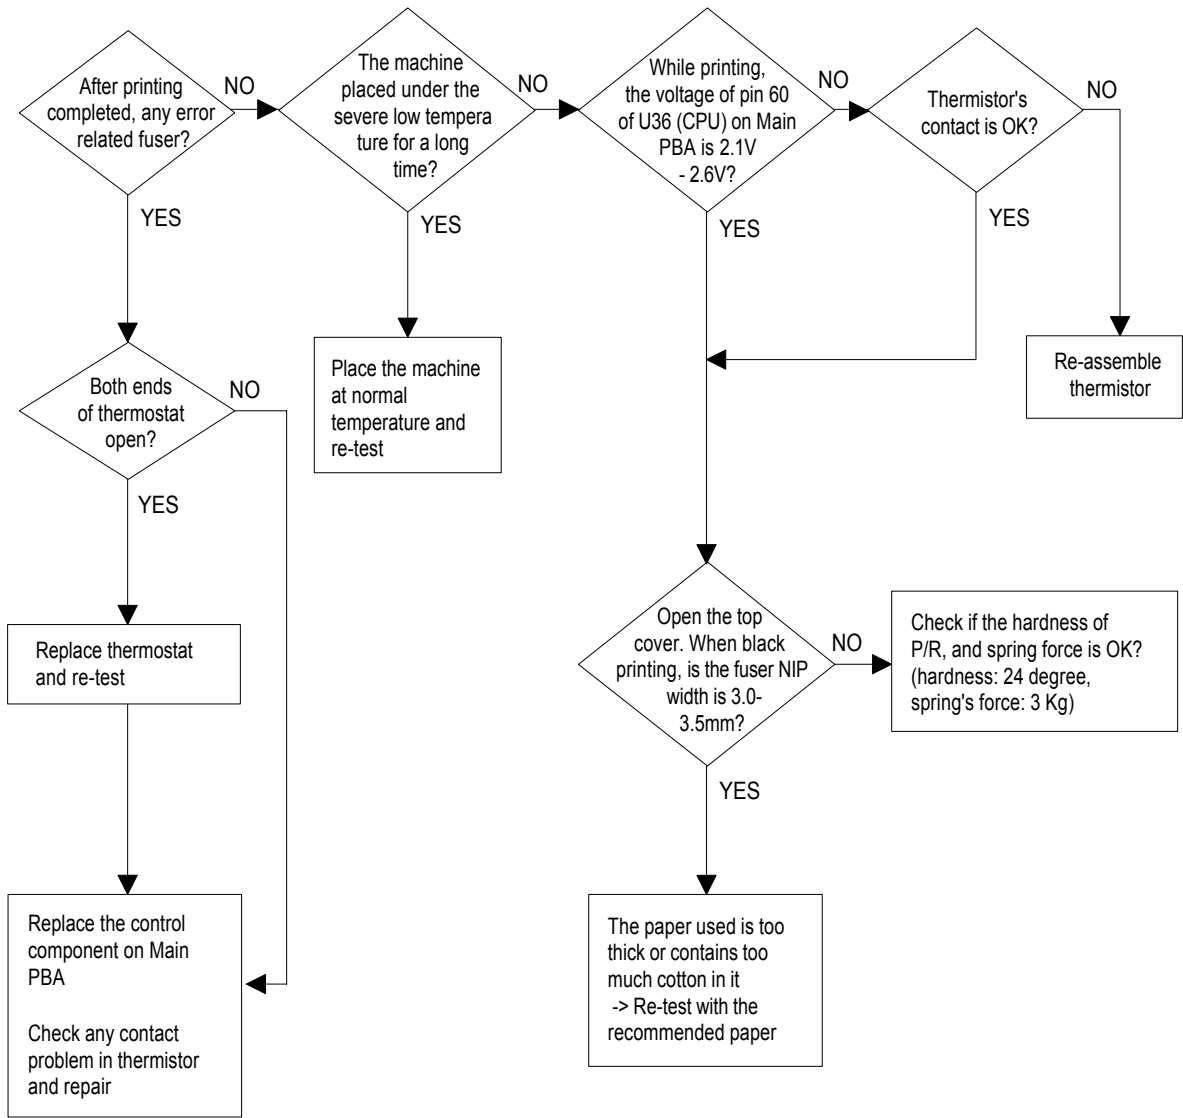 After printing
completed, any error
related fuser?
NO
YES
The machine
placed under the
severe low tempera
ture for a long
time?
NO
YES
While printing,
the voltage of pin 60
of U36 (CPU) on Main
PBA is 2.1V
- 2.6V?
NO
YES
Thermistor's
contact is OK?
NO
YES
Both ends
of thermostat
open?
NO
YES
Place the machine
at normal
temperature and
re-test
Re-assemble
thermistor
Replace thermostat
and re-test
Open the top
cover. When black
printing, is the fuser NIP
width is 3.0-
3.5mm?
NO
YES
Check if the hardness of
P/R, and spring force is OK?
(hardness: 24 degree,
spring's force: 3 Kg)
Replace the control
component on Main
PBA
Check any contact
problem in thermistor
and repair
The paper used is too
thick or contains too
much cotton in it
-> Re-test with the
recommended paper